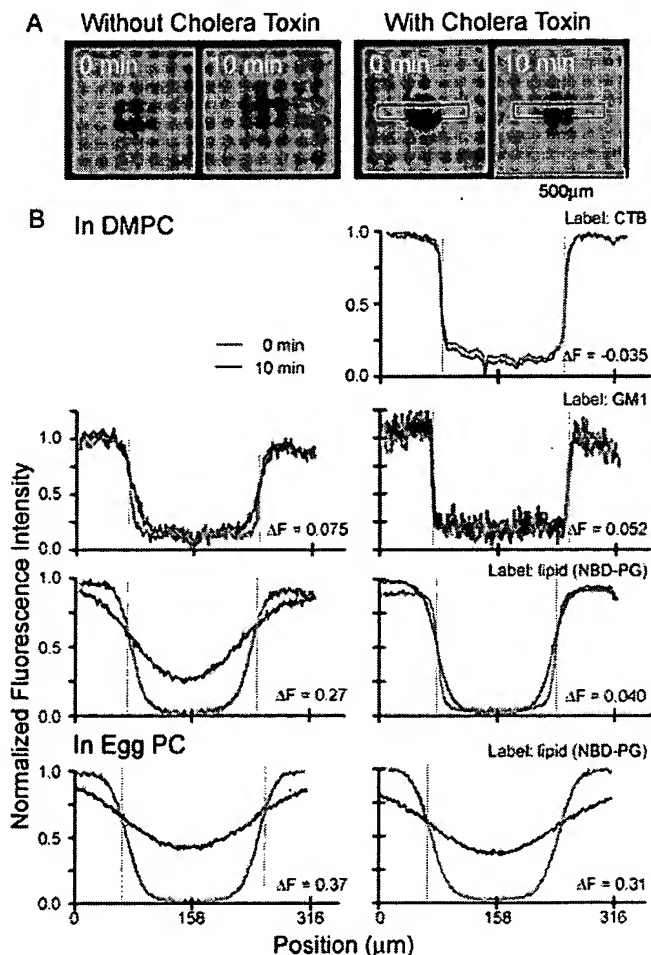 A
Without Cholera Toxin
With Cholera Toxin
0 min
10 min
0 min
10 min
500µm
B
In DMPC
Label: CTB
1.0
0.5
0.0
ΔF = -0.035
0 min
10 min
Label: GM1
1.0
0.5
0.0
ΔF = 0.075
ΔF = 0.052
Label: lipid (NBD-PG)
1.0
0.5
0.0
ΔF = 0.27
ΔF = 0.040
In Egg PC
Label: lipid (NBD-PG)
1.0
0.5
0.0
ΔF = 0.37
ΔF = 0.31
0
158
316
0
158
316
Normalized Fluorescence Intensity
Position (µm)